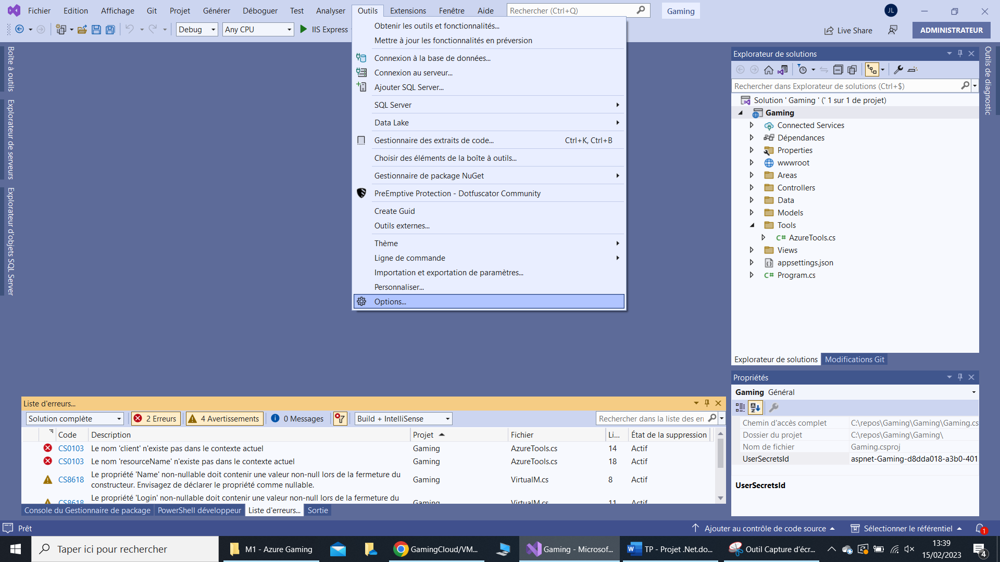 Fichier Edition Affichage Git Projet Générer Déboguer Test Analyser Outils Extensions Fenêtre Aide Rechercher (Ctrl+Q) Gaming JL
Debug Any CPU IIS Express Live Share ADMINISTRATEUR
Boîte à outils
Explorateur de serveurs
Explorateur d'objets SQL Server
Obtenir les outils et fonctionnalités...
Mettre à jour les fonctionnalités en préversion
Connexion à la base de données...
Connexion au serveur...
Ajouter SQL Server...
SQL Server
Data Lake
Gestionnaire des extraits de code... Ctrl+K, Ctrl+B
Choisir des éléments de la boîte à outils...
Gestionnaire de package NuGet
PreEmptive Protection - Dotfuscator Community
Create Guid
Outils externes...
Thème
Ligne de commande
Importation et exportation de paramètres...
Personnaliser...
Options...
Explorateur de solutions
Rechercher dans Explorateur de solutions (Ctrl+$)
Solution ' Gaming ' (' 1 sur 1 de projet)
Gaming
Connected Services
Dépendances
Properties
wwwroot
Areas
Controllers
Data
Models
Tools
C# AzureTools.cs
Views
appsettings.json
C# Program.cs
Explorateur de solutions Modifications Git
Outils de diagnostic
Propriétés
Gaming Général
Chemin d'accès complet C:\repos\Gaming\Gaming\Gaming.cs
Dossier du projet C:\repos\Gaming\Gaming\
Nom de fichier Gaming.csproj
UserSecretsId aspnet-Gaming-d8dda018-a3b0-401
UserSecretsId
Liste d'erreurs...
Solution complète 2 Erreurs 4 Avertissements 0 Messages Build + IntelliSense Rechercher dans la liste des err
Code Description Projet Fichier Li... État de la suppression
CS0103 Le nom 'client' n'existe pas dans le contexte actuel Gaming AzureTools.cs 14 Actif
CS0103 Le nom 'resourceName' n'existe pas dans le contexte actuel Gaming AzureTools.cs 18 Actif
CS8618 Le propriété 'Name' non-nullable doit contenir une valeur non-null lors de la fermeture du
constructeur. Envisagez de déclarer le propriété comme nullable. Gaming VirtualM.cs 8 Actif
CS8618 Le propriété 'Login' non-nullable doit contenir une valeur non-null lors de la fermeture du Gaming VirtualM.cs 11 Actif
Console du Gestionnaire de package PowerShell développeur Liste d'erreurs... Sortie
Prêt Ajouter au contrôle de code source Sélectionner le référentiel 1
Taper ici pour rechercher M1 - Azure Gaming GamingCloud/VM... Gaming - Microsof... TP - Projet .Net.do... Outil Capture d'écr... 13:39
15/02/2023 4